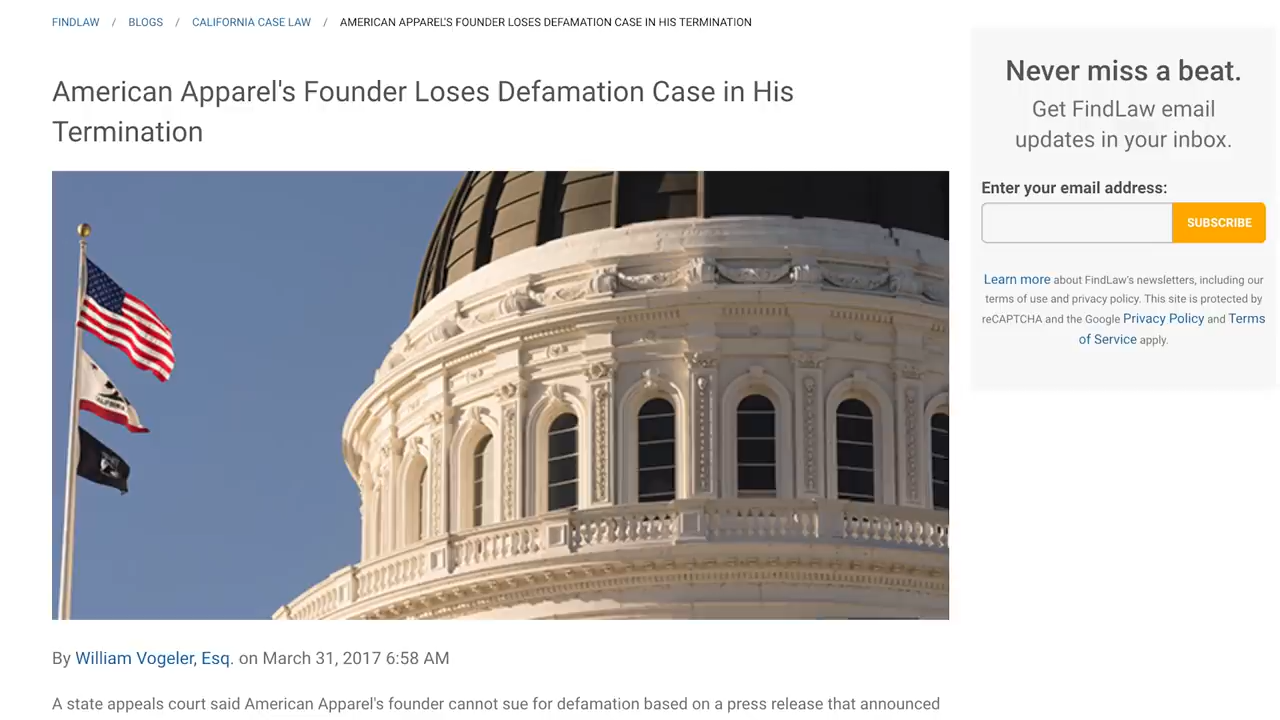 FINDLAW / BLOGS / CALIFORNIA CASE LAW / AMERICAN APPAREL'S FOUNDER LOSES DEFAMATION CASE IN HIS TERMINATION
American Apparel's Founder Loses Defamation Case in His
Termination
CALIFORNIA
By William Vogeler, Esq. on March 31, 2017 6:58 AM
A state appeals court said American Apparel's founder cannot sue for defamation based on a press release that announced
Never miss a beat.
Get FindLaw email
updates in your inbox.
Enter your email address:
SUBSCRIBE
Learn more about FindLaw's newsletters, including our
terms of use and privacy policy. This site is protected by
reCAPTCHA and the Google Privacy Policy and Terms
of Service apply.